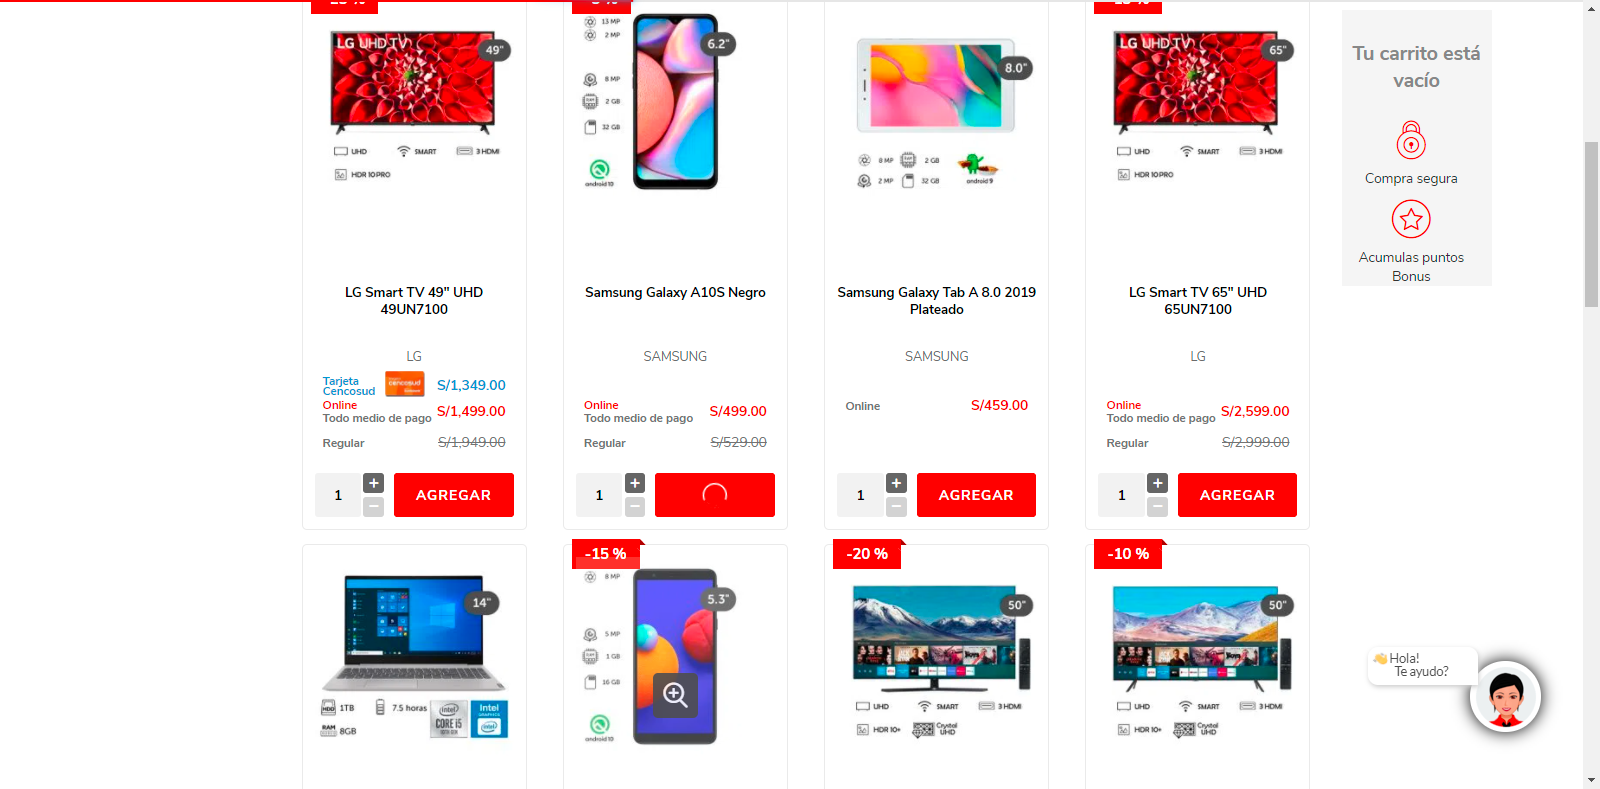 LG UHD TV
49"
UHD
SMART
3 HDMI
HDR 10 PRO
LG Smart TV 49" UHD
49UN7100
LG
Tarjeta
Cencosud
cencosud
S/1,349.00
Online
Todo medio de pago
S/1,499.00
Regular
S/1,949.00
1
+
−
AGREGAR
13 MP
2 MP
6.2"
8 MP
2 GB
32 GB
android 10
Samsung Galaxy A10S Negro
SAMSUNG
Online
Todo medio de pago
S/499.00
Regular
S/529.00
1
+
−
8.0"
8 MP
2 GB
2 MP
32 GB
android 9
Samsung Galaxy Tab A 8.0 2019
Plateado
SAMSUNG
Online
S/459.00
1
+
−
AGREGAR
LG UHD TV
65"
UHD
SMART
3 HDMI
HDR 10 PRO
LG Smart TV 65" UHD
65UN7100
LG
Online
Todo medio de pago
S/2,599.00
Regular
S/2,999.00
1
+
−
AGREGAR
Tu carrito está
vacío
Compra segura
Acumulas puntos
Bonus
14"
HDD 1TB
7.5 horas
RAM 8GB
intel
CORE i5
Intel
GRAPHICS
intel
-15 %
8 MP
5.3"
5 MP
1 GB
16 GB
android 10
-20 %
50"
UHD
SMART
3 HDMI
HDR 10+
Crystal
UHD
-10 %
50"
UHD
SMART
3 HDMI
HDR 10+
Crystal
UHD
Hola!
Te ayudo?